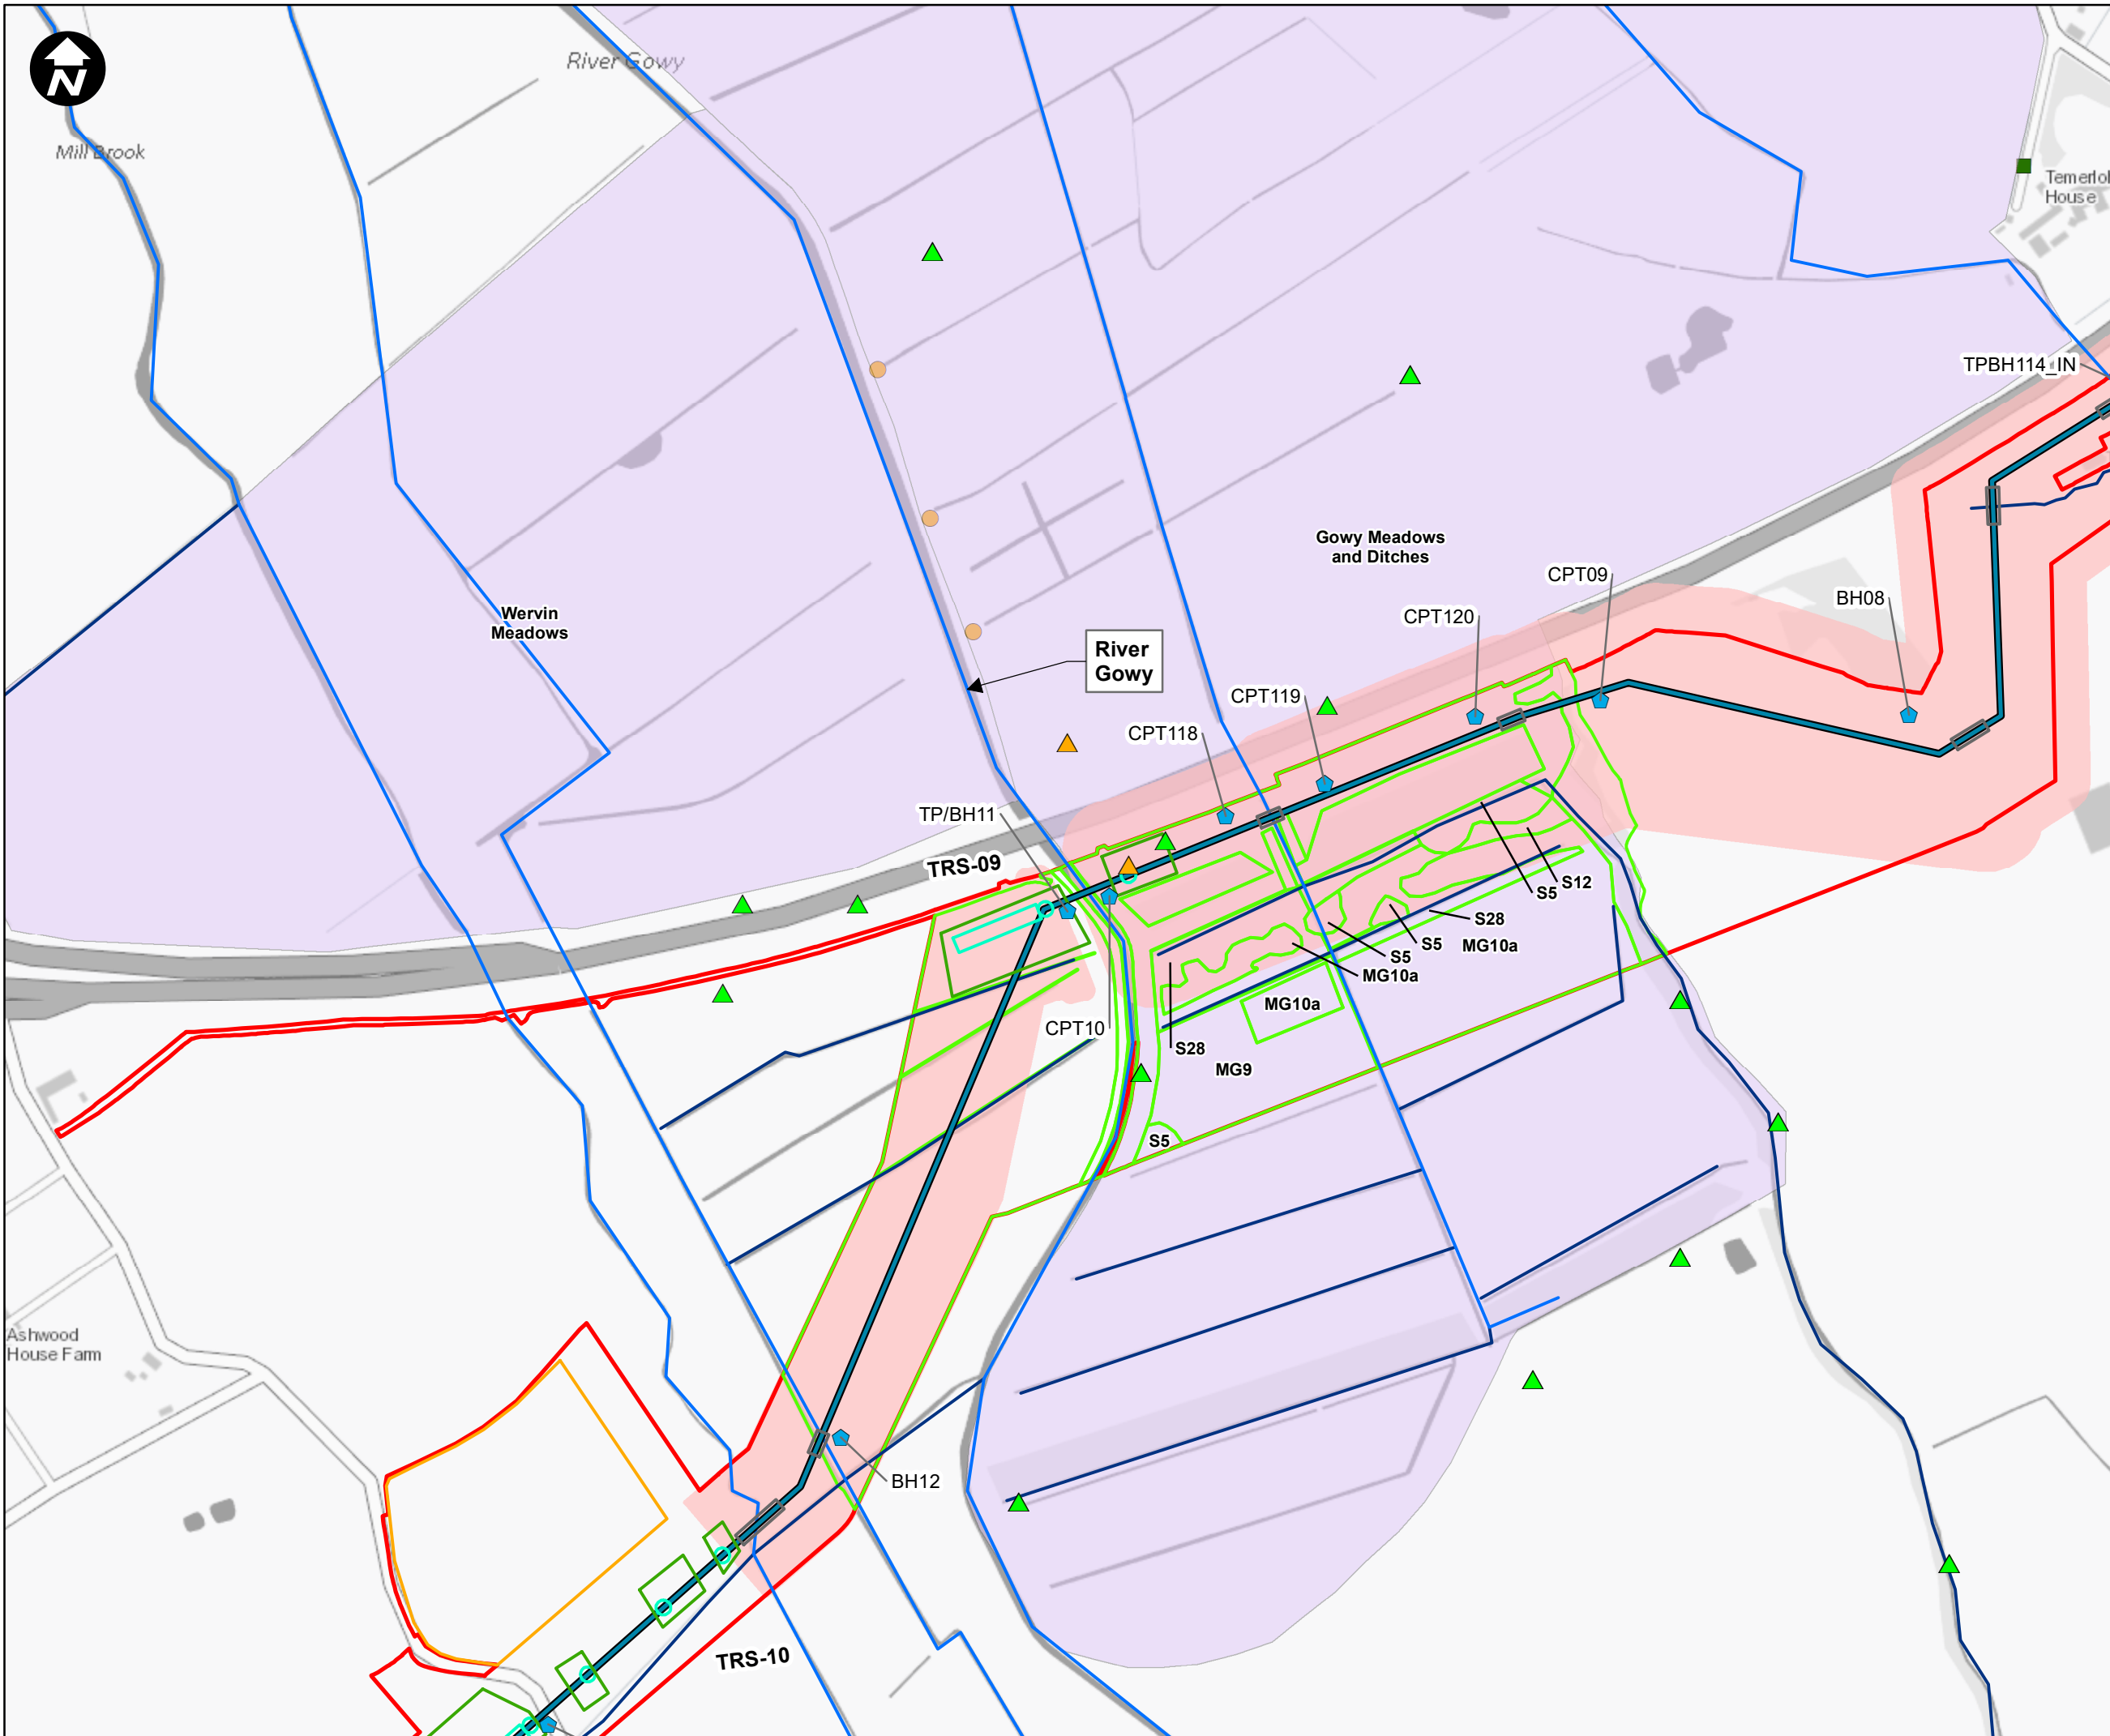 N
River Gowy
Mill Brook
Temerloh
House
TPBH114_IN
Gowy Meadows
and Ditches
CPT09
BH08
Wervin
Meadows
CPT120
River
Gowy
CPT119
CPT118
TP/BH11
TRS-09
S12
S5
S28
S5
MG10a
S5
MG10a
MG10a
CPT10
S28
MG9
S5
Ashwood
House Farm
BH12
TRS-10